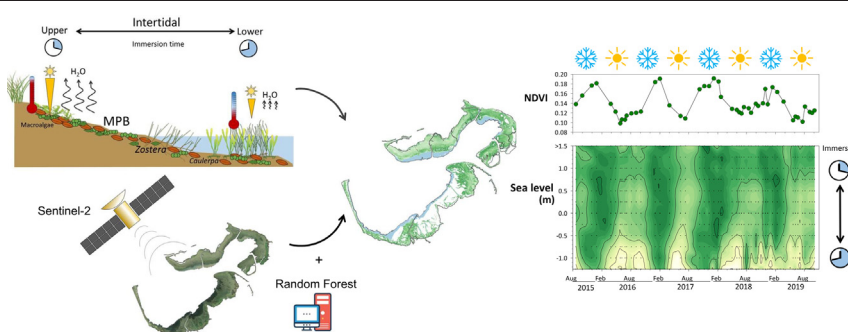 Intertidal
Upper
Lower
Immersion time
H2O
H2O
Macroalgae
MPB
Zostera
Caulerpa
Sentinel-2
+
Random Forest
NDVI
0.20
0.18
0.16
0.14
0.12
0.10
0.08
Immers
Sea level
(m)
>1.5
1.0
0.5
0.0
-0.5
-1.0
Aug Feb Aug Feb Aug Feb Aug Feb Aug
2015 2016 2017 2018 2019